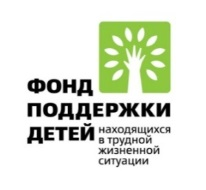 ФОНД
ПОДДЕРЖКИ
ДЕТЕЙ
находящихся
в трудной
жизненной
ситуации